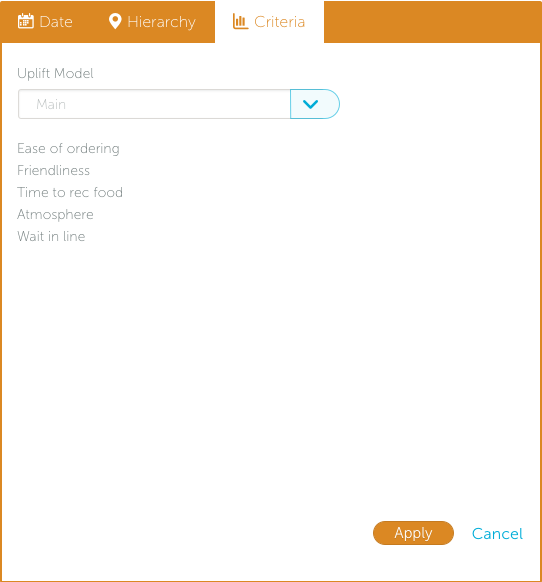 Date Hierarchy Criteria
Uplift Model
Main
Ease of ordering
Friendliness
Time to rec food
Atmosphere
Wait in line
Apply Cancel